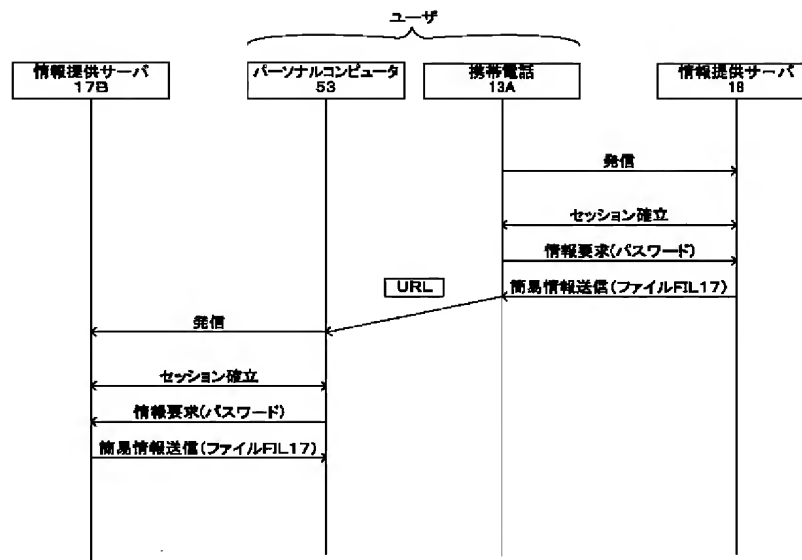 ユーザ
情報提供サーバ
17B
パーソナルコンピュータ
53
携帯電話
13A
情報提供サーバ
18
発信
セッション確立
情報要求(パスワード)
簡易情報送信(ファイルFIL17)
URL
発信
セッション確立
情報要求(パスワード)
簡易情報送信(ファイルFIL17)